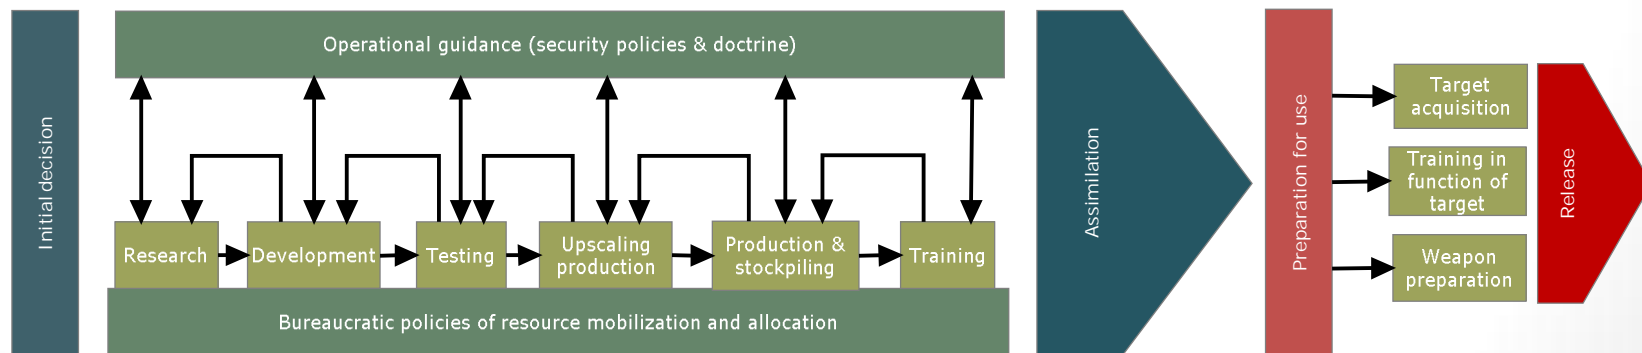 Initial decision
Operational guidance (security policies & doctrine)
Research
Development
Testing
Upscaling
production
Production &
stockpiling
Training
Bureaucratic policies of resource mobilization and allocation
Assimilation
Preparation for use
Target
acquisition
Training in
function of
target
Weapon
preparation
Release